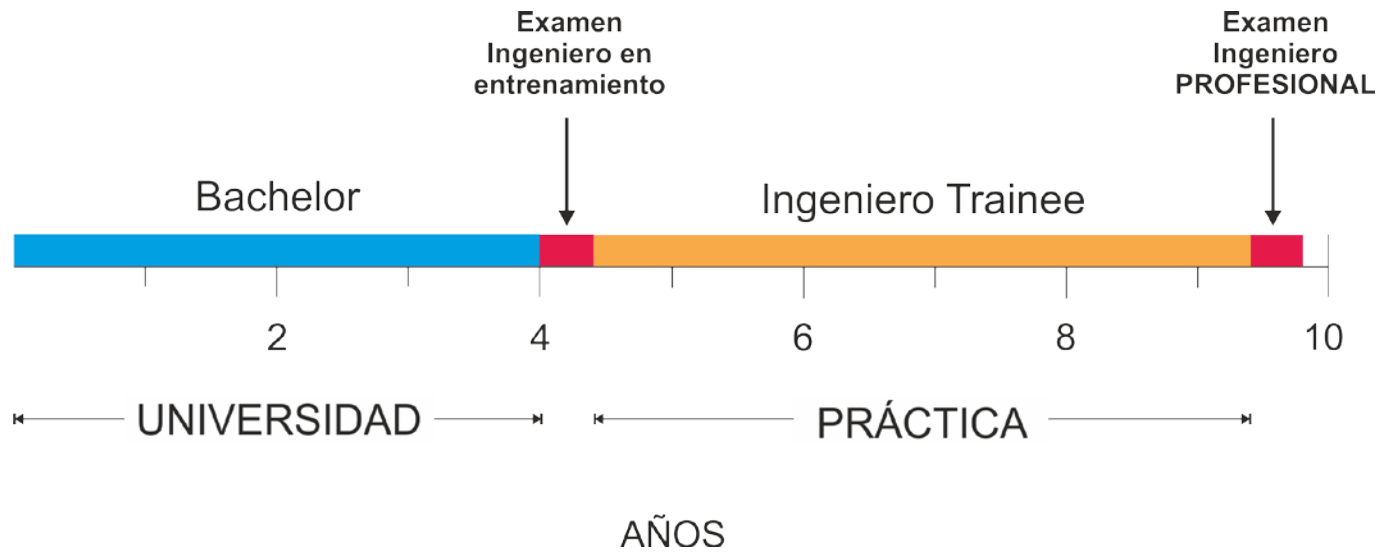 Examen
Ingeniero en
entrenamiento
Examen
Ingeniero
PROFESIONAL
Bachelor
Ingeniero Trainee
2
4
6
8
10
UNIVERSIDAD
PRÁCTICA
AÑOS